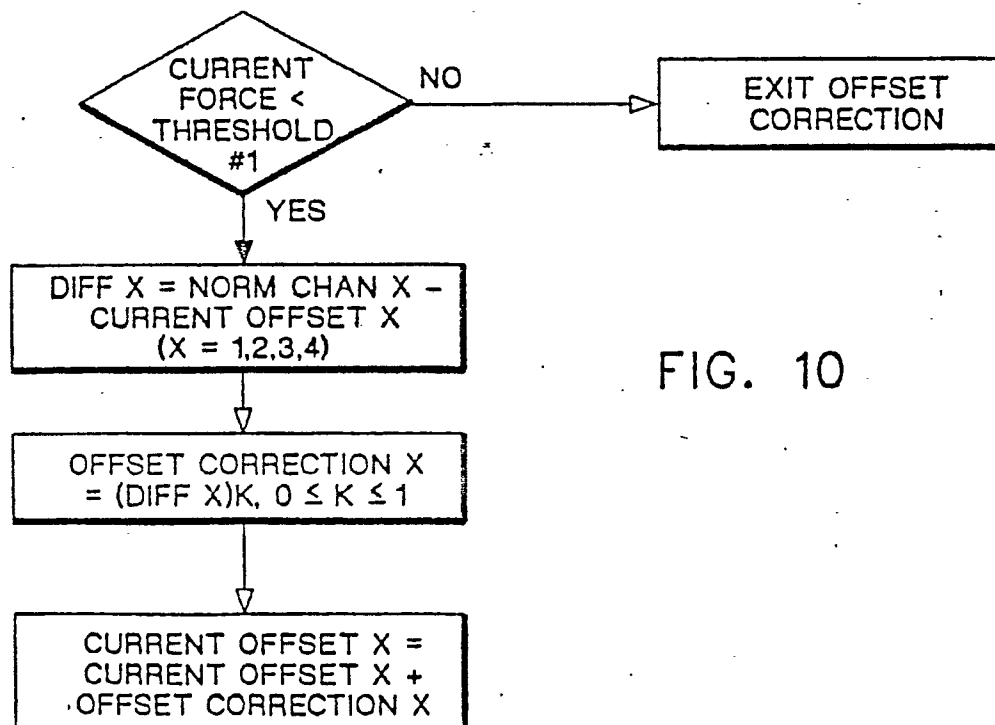 CURRENT
FORCE <
THRESHOLD
#1
NO
EXIT OFFSET
CORRECTION
YES
DIFF X = NORM CHAN X –
CURRENT OFFSET X
(X = 1,2,3,4)
FIG. 10
OFFSET CORRECTION X
= (DIFF X)K, 0 ≤ K ≤ 1
CURRENT OFFSET X =
CURRENT OFFSET X +
OFFSET CORRECTION X